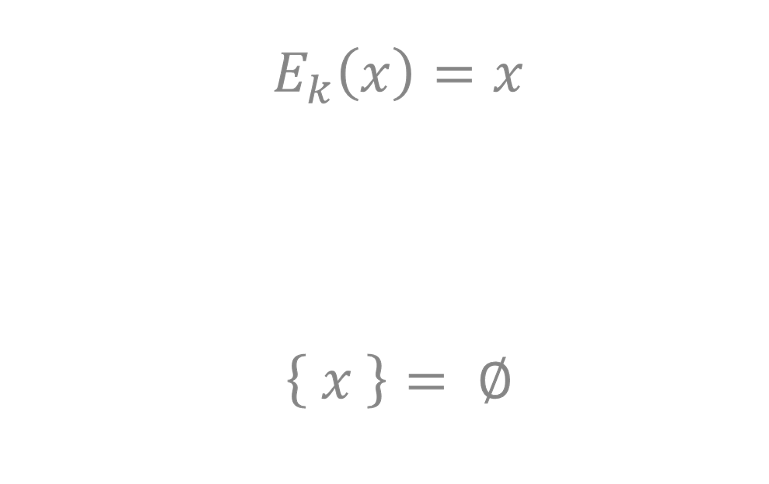 E_k(x) = x
{ x } = ∅